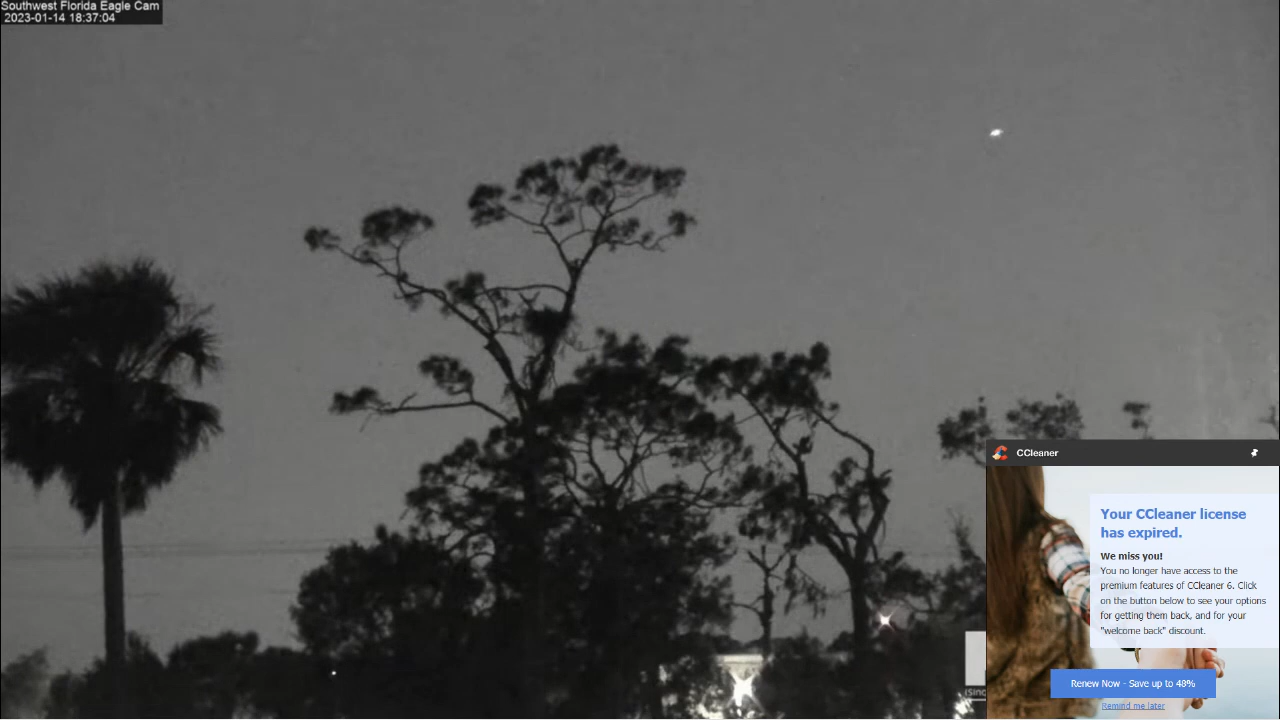 Southwest Florida Eagle Cam
2023-01-14 18:37:04
CCleaner
Your CCleaner license
has expired.
We miss you!
You no longer have access to the
premium features of CCleaner 6. Click
on the button below to see your options
for getting them back, and for your
"welcome back" discount.
Renew Now - Save up to 48%
Remind me later